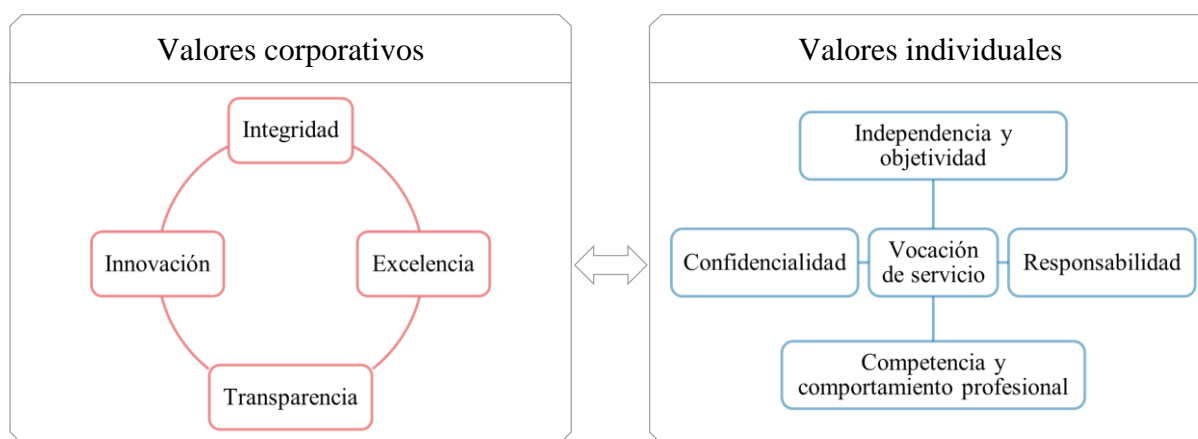 Valores corporativos
Integridad
Innovación
Excelencia
Transparencia
Valores individuales
Independencia y
objetividad
Confidencialidad
Vocación
de servicio
Responsabilidad
Competencia y
comportamiento profesional